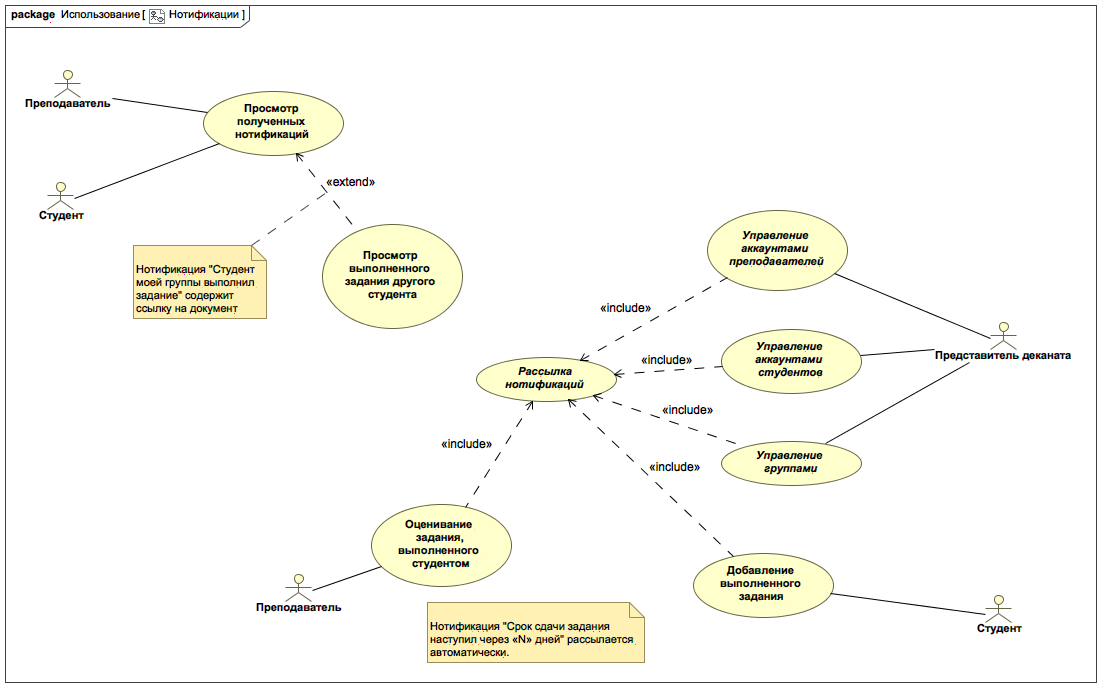 package Использование [ Нотификации ]
Преподаватель
Просмотр
полученных
нотификаций
«extend»
Студент
Просмотр
выполненного
задания другого
студента
Нотификация "Студент
моей группы выполнил
задание" содержит
ссылку на документ
Управление
аккаунтами
преподавателей
«include»
Представитель деканата
Управление
аккаунтами
студентов
«include»
Рассылка
нотификаций
«include»
Управление
группами
«include»
«include»
Оценивание
задания,
выполненного
студентом
Преподаватель
Добавление
выполненного
задания
Студент
Нотификация "Срок сдачи задания
наступил через «N» дней" рассылается
автоматически.